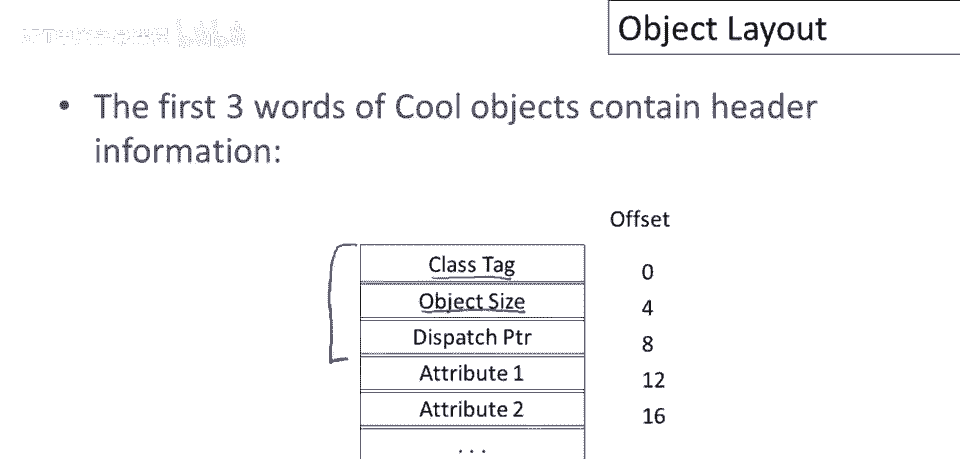 Object Layout
• The first 3 words of Cool objects contain header
information:
Offset
Class Tag 0
Object Size 4
Dispatch Ptr 8
Attribute 1 12
Attribute 2 16
. . .